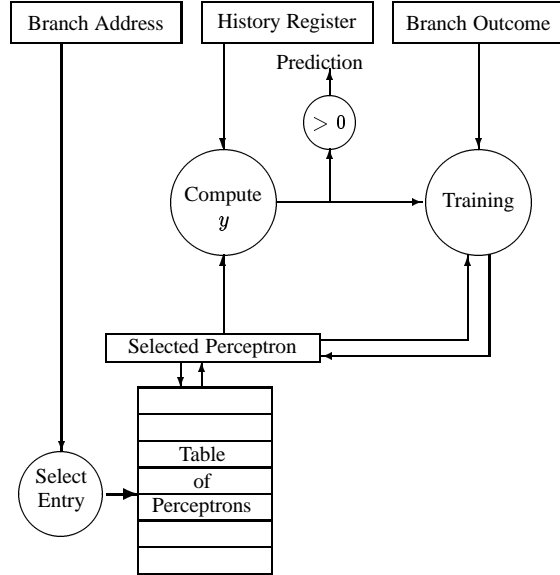 Branch Address
History Register
Branch Outcome
Prediction
> 0
Compute
y
Training
Selected Perceptron
Table
of
Perceptrons
Select
Entry